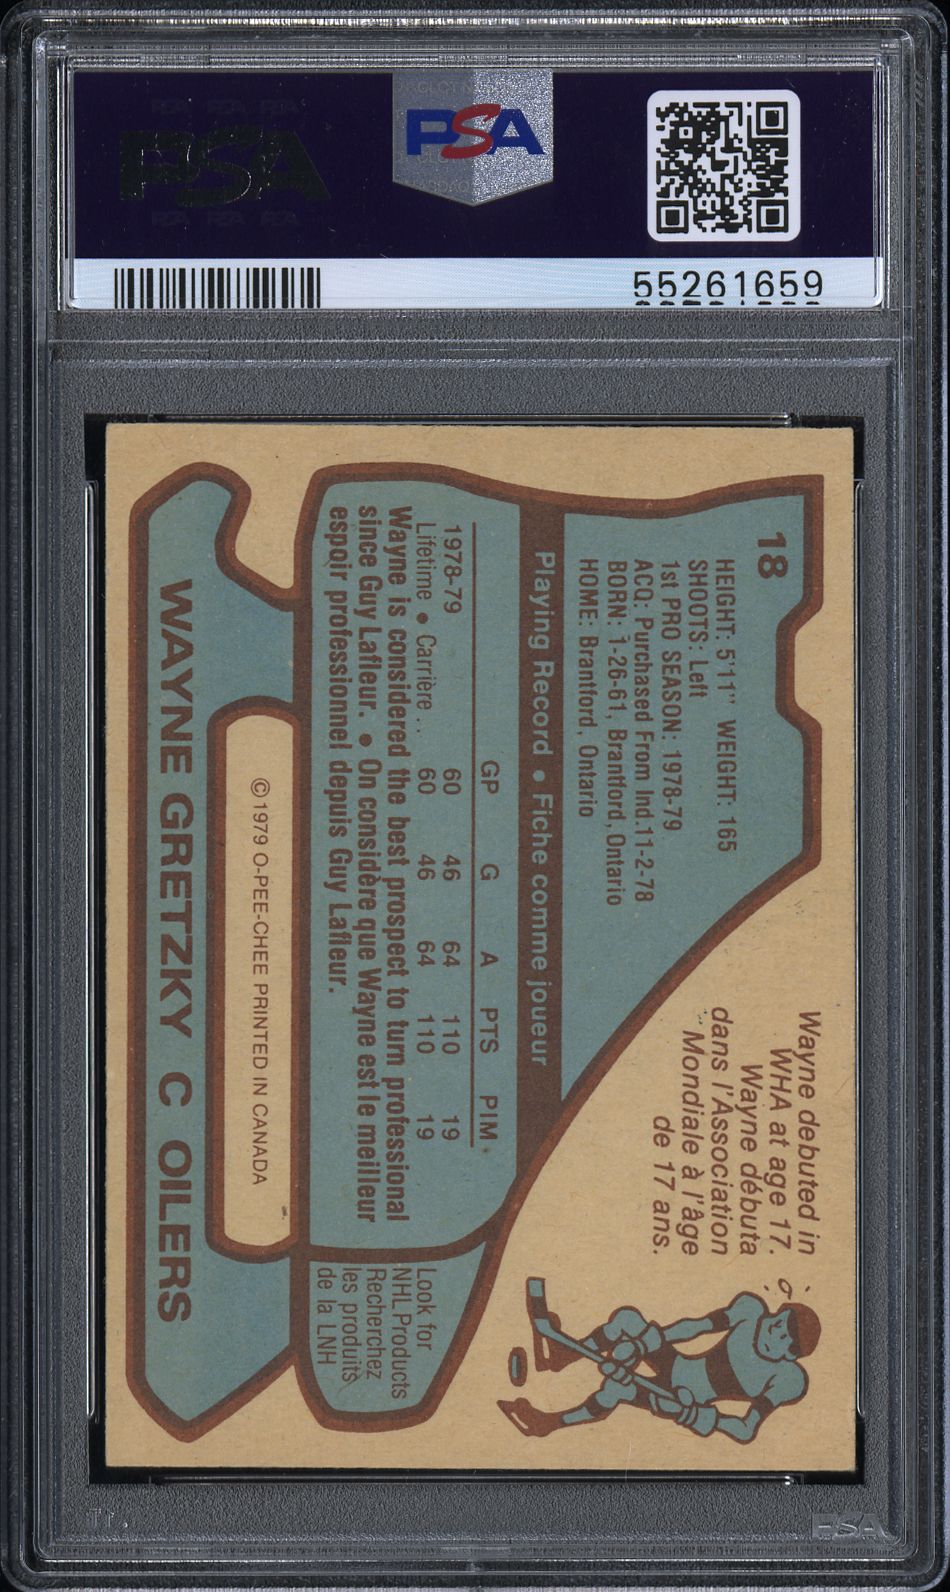 PSA
PSA
55261659
18
HEIGHT: 5'11" WEIGHT: 165
SHOOTS: Left
1st PRO SEASON: 1978-79
ACQ: Purchased From Ind. 11-2-78
BORN: 1-26-61, Brantford, Ontario
HOME: Brantford, Ontario
Wayne debuted in
WHA at age 17.
Wayne débuta
dans l'Association
Mondiale à l'âge
de 17 ans.
Playing Record • Fiche comme joueur
GP G A PTS PIM
1978-79 60 46 64 110 19
Lifetime • Carrière . . 60 46 64 110 19
Wayne is considered the best prospect to turn professional
since Guy Lafleur. • On considère que Wayne est le meilleur
espoir professionnel depuis Guy Lafleur.
Look for
NHL Products
Recherchez
les produits
de la LNH
©1979 O-PEE-CHEE PRINTED IN CANADA
WAYNE GRETZKY C OILERS
PSA